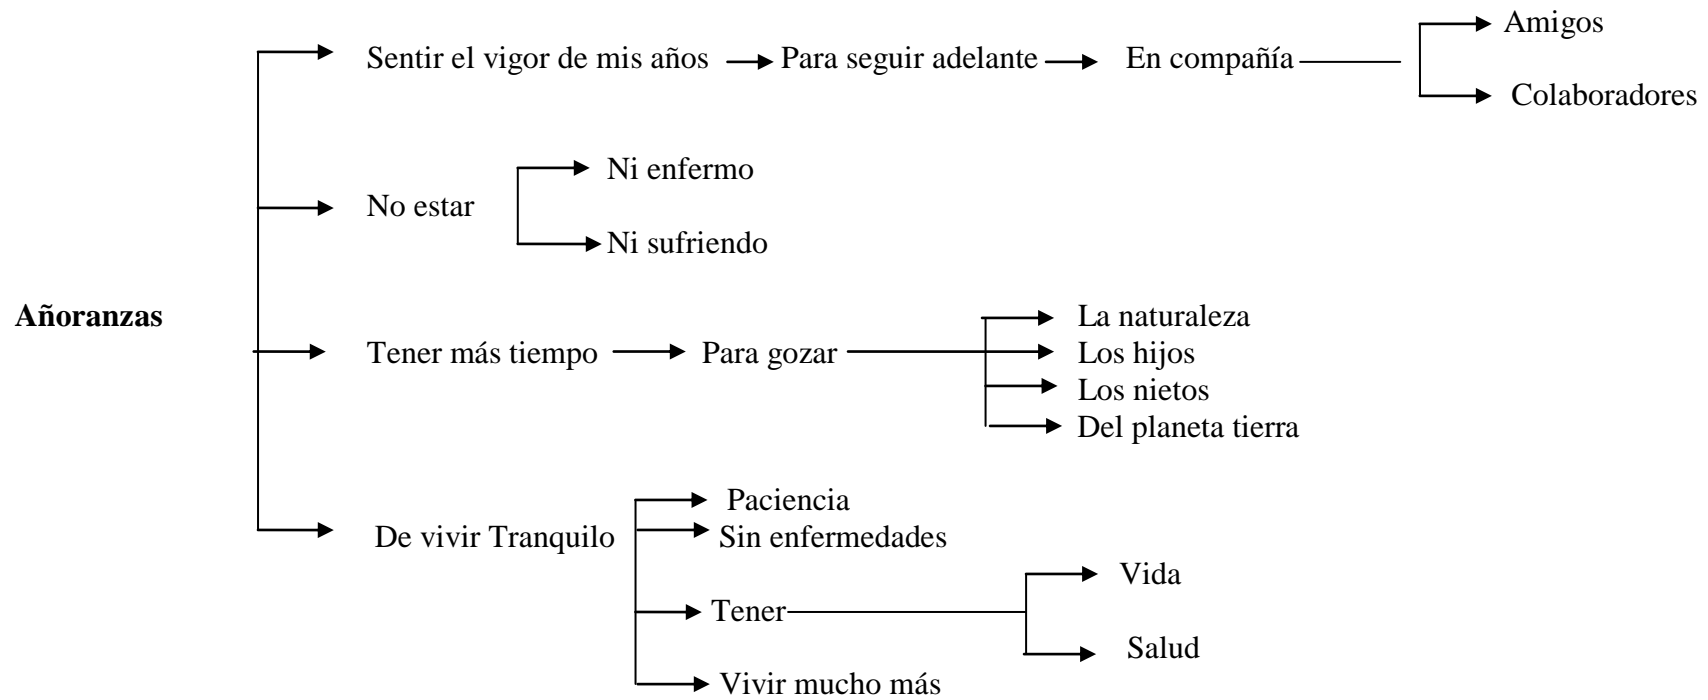 Amigos
Sentir el vigor de mis años Para seguir adelante En compañía
Colaboradores
Ni enfermo
No estar
Ni sufriendo
Añoranzas
La naturaleza
Tener más tiempo Para gozar Los hijos
Los nietos
Del planeta tierra
Paciencia
De vivir Tranquilo Sin enfermedades
Vida
Tener
Salud
Vivir mucho más